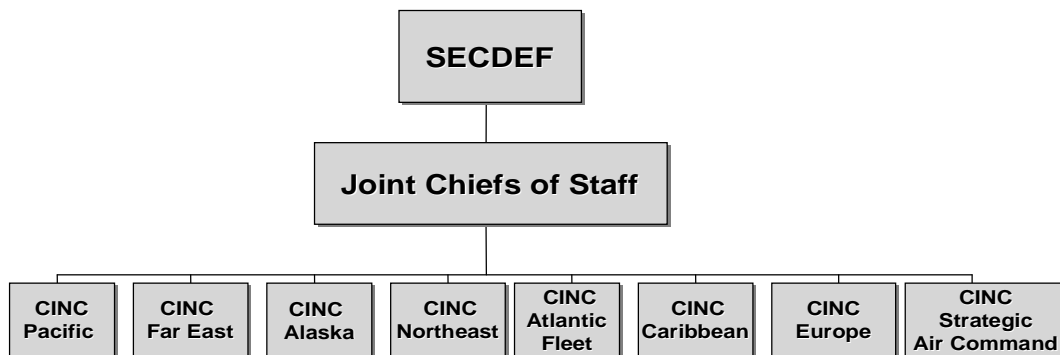 SECDEF
Joint Chiefs of Staff
CINC
Pacific
CINC
Far East
CINC
Alaska
CINC
Northeast
CINC
Atlantic
Fleet
CINC
Caribbean
CINC
Europe
CINC
Strategic
Air Command